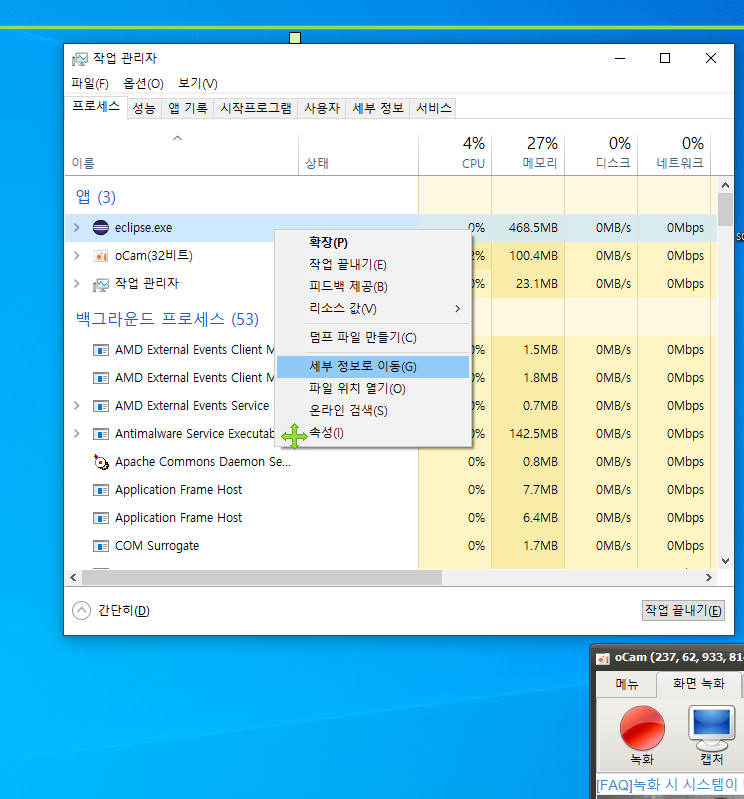 작업 관리자
파일(F) 옵션(O) 보기(V)
프로세스 성능 앱 기록 시작프로그램 사용자 세부 정보 서비스
4% 27% 0% 0%
이름 상태 CPU 메모리 디스크 네트워크
앱 (3)
eclipse.exe 0% 468.5MB 0MB/s 0Mbps
oCam(32비트) 2% 100.4MB 0MB/s 0Mbps
작업 관리자 0% 23.1MB 0MB/s 0Mbps
백그라운드 프로세스 (53)
AMD External Events Client M 0% 1.5MB 0MB/s 0Mbps
AMD External Events Client M 0% 1.8MB 0MB/s 0Mbps
AMD External Events Service 0% 0.7MB 0MB/s 0Mbps
Antimalware Service Executab 0% 142.5MB 0MB/s 0Mbps
Apache Commons Daemon Se... 0% 0.8MB 0MB/s 0Mbps
Application Frame Host 0% 7.7MB 0MB/s 0Mbps
Application Frame Host 0% 6.4MB 0MB/s 0Mbps
COM Surrogate 0% 1.7MB 0MB/s 0Mbps
확장(P)
작업 끝내기(E)
피드백 제공(B)
리소스 값(V)
덤프 파일 만들기(C)
세부 정보로 이동(G)
파일 위치 열기(O)
온라인 검색(S)
속성(I)
간단히(D) 작업 끝내기(E)
oCam (237, 62, 933, 814
메뉴 화면 녹화
녹화 캡처
[FAQ]녹화 시 시스템이